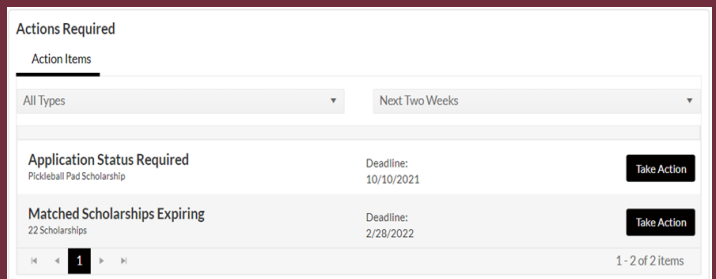 Actions Required
Action Items
All Types
Next Two Weeks
Application Status Required
Pickleball Pad Scholarship
Deadline:
10/10/2021
Take Action
Matched Scholarships Expiring
22 Scholarships
Deadline:
2/28/2022
Take Action
1
1 - 2 of 2 items